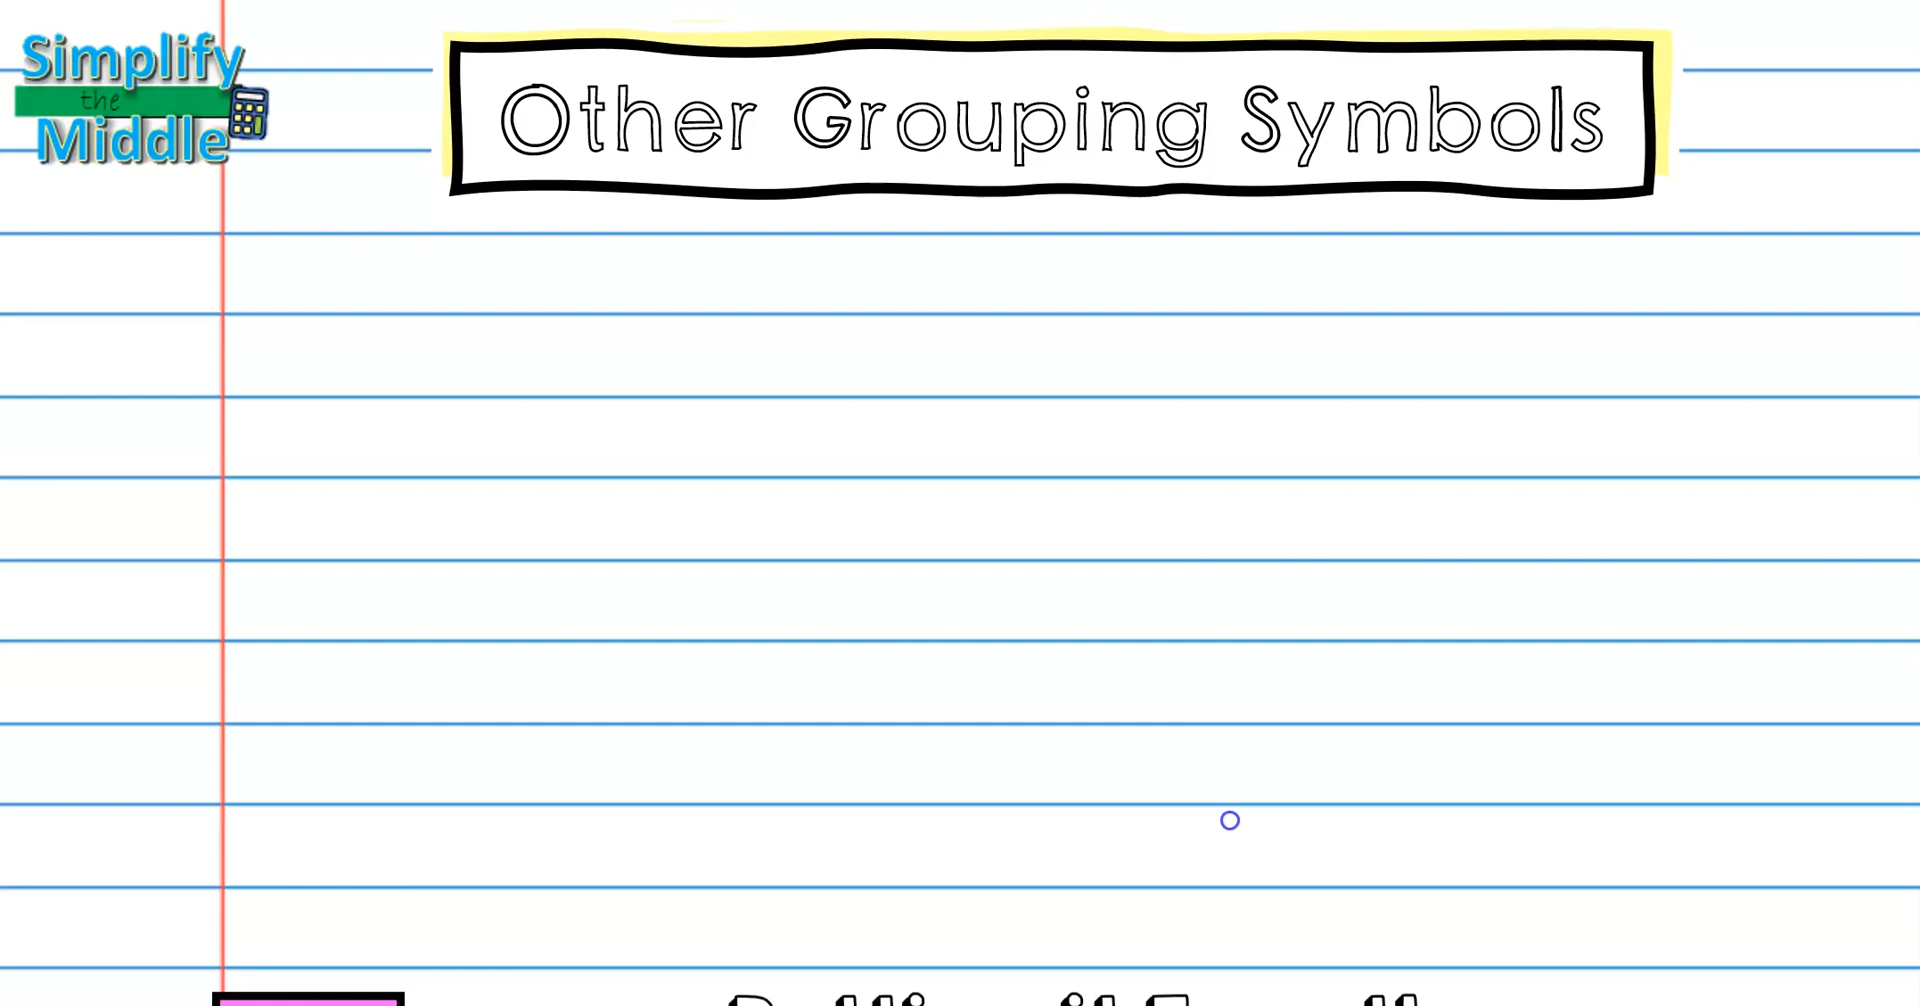 Simplify
the
Middle
Other Grouping Symbols